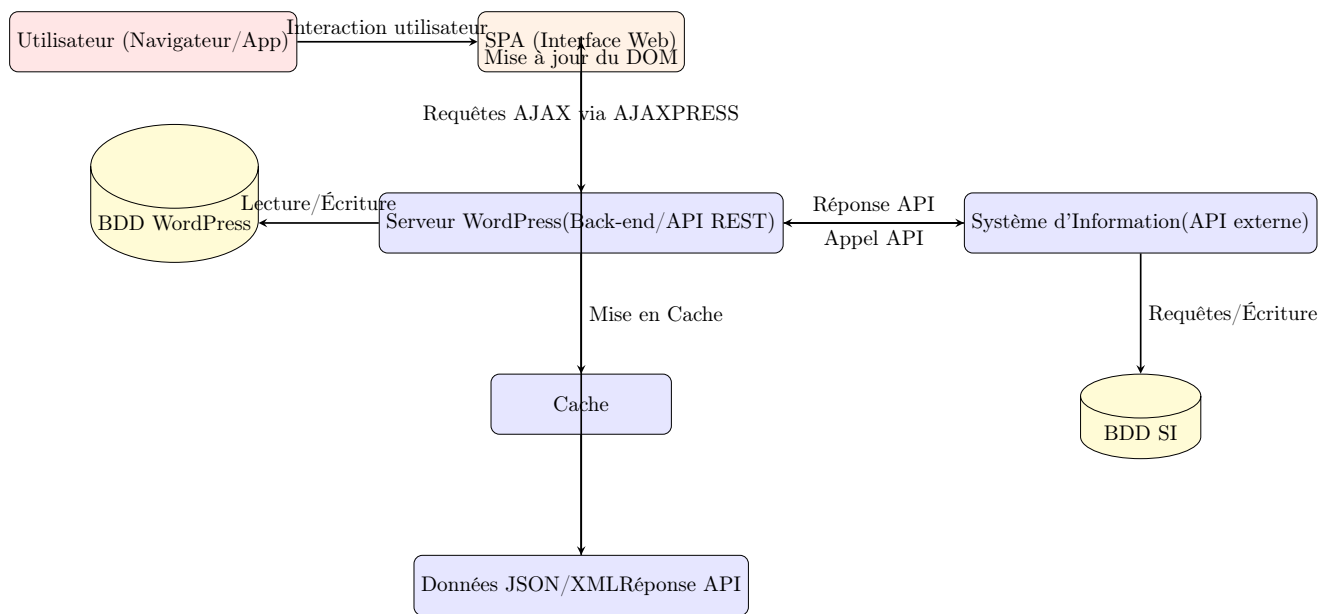 Utilisateur (Navigateur/App)
Interaction utilisateur
SPA (Interface Web)
Mise à jour du DOM
Requêtes AJAX via AJAXPRESS
BDD WordPress
Lecture/Écriture
Serveur WordPress(Back-end/API REST)
Réponse API
Appel API
Système d'Information(API externe)
Mise en Cache
Requêtes/Écriture
Cache
BDD SI
Données JSON/XMLRéponse API